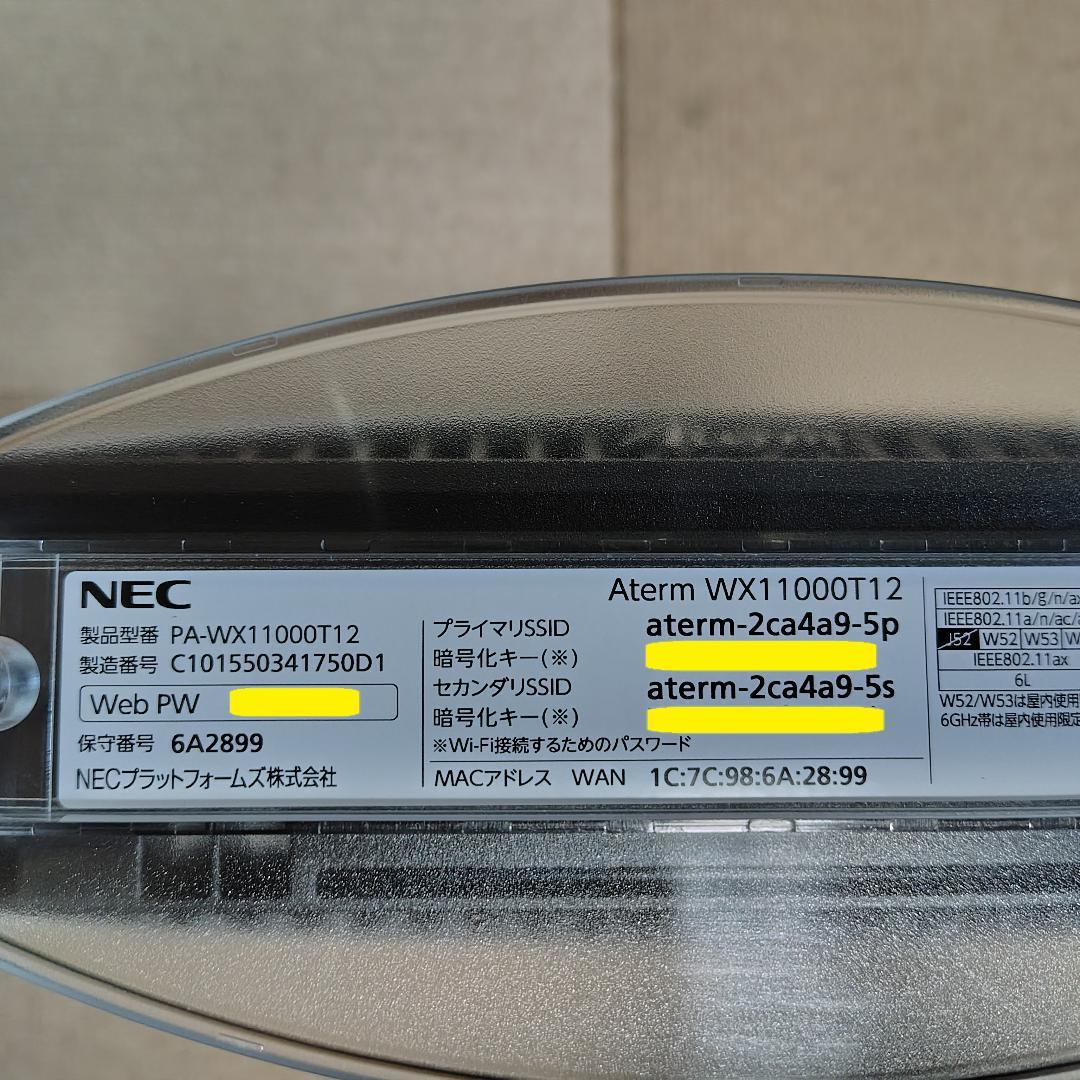 NEC
製品型番 PA-WX11000T12
製造番号 C101550341750D1
Web PW
保守番号 6A2899
NECプラットフォームズ株式会社
Aterm WX11000T12
プライマリSSID aterm-2ca4a9-5p
暗号化キー(※)
セカンダリSSID aterm-2ca4a9-5s
暗号化キー(※)
※Wi-Fi接続するためのパスワード
MACアドレス WAN 1C:7C:98:6A:28:99
IEEE802.11b/g/n/ax
IEEE802.11a/n/ac/a
J52 W52 W53 W
IEEE802.11ax
6L
W52/W53は屋内使用
6GHz帯は屋内使用限定